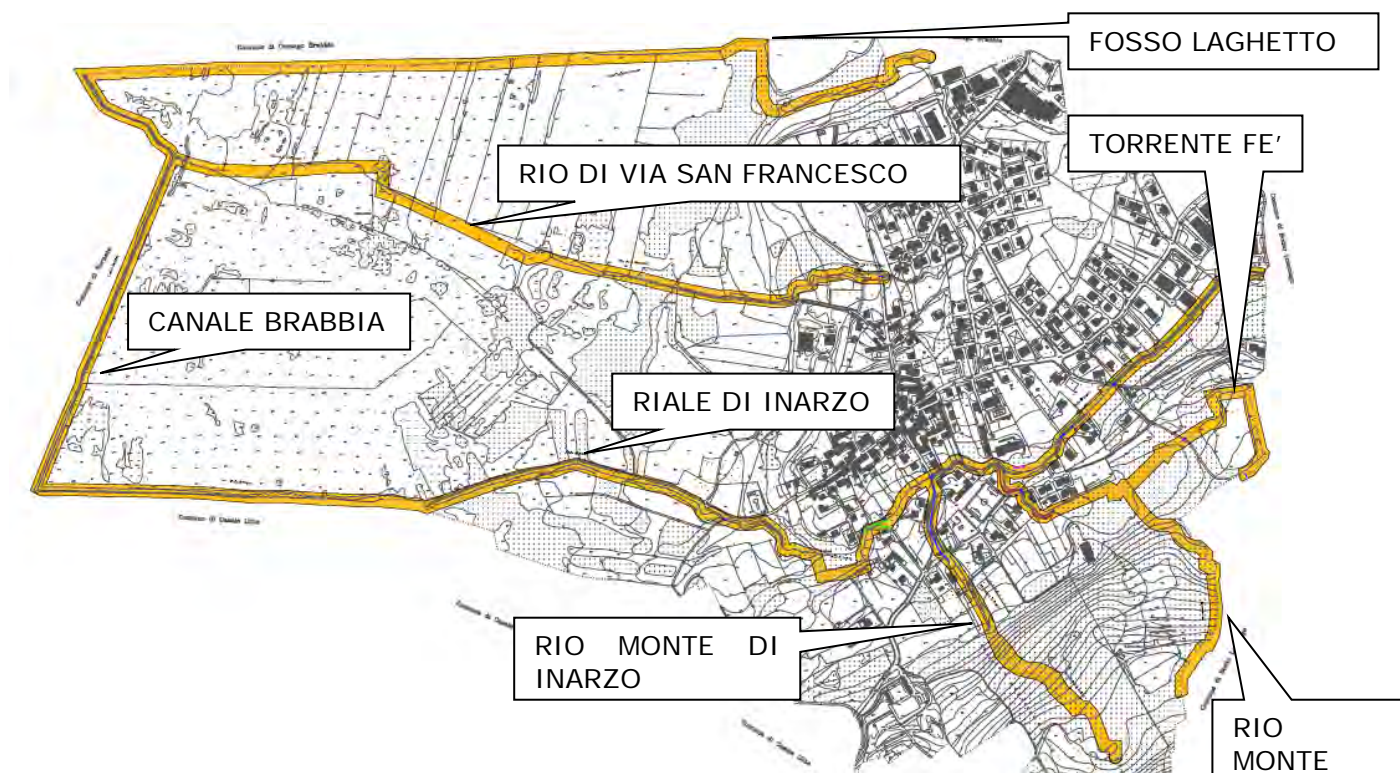 FOSSO LAGHETTO
TORRENTE FE'
RIO DI VIA SAN FRANCESCO
CANALE BRABBIA
RIALE DI INARZO
RIO MONTE DI
INARZO
RIO
MONTE